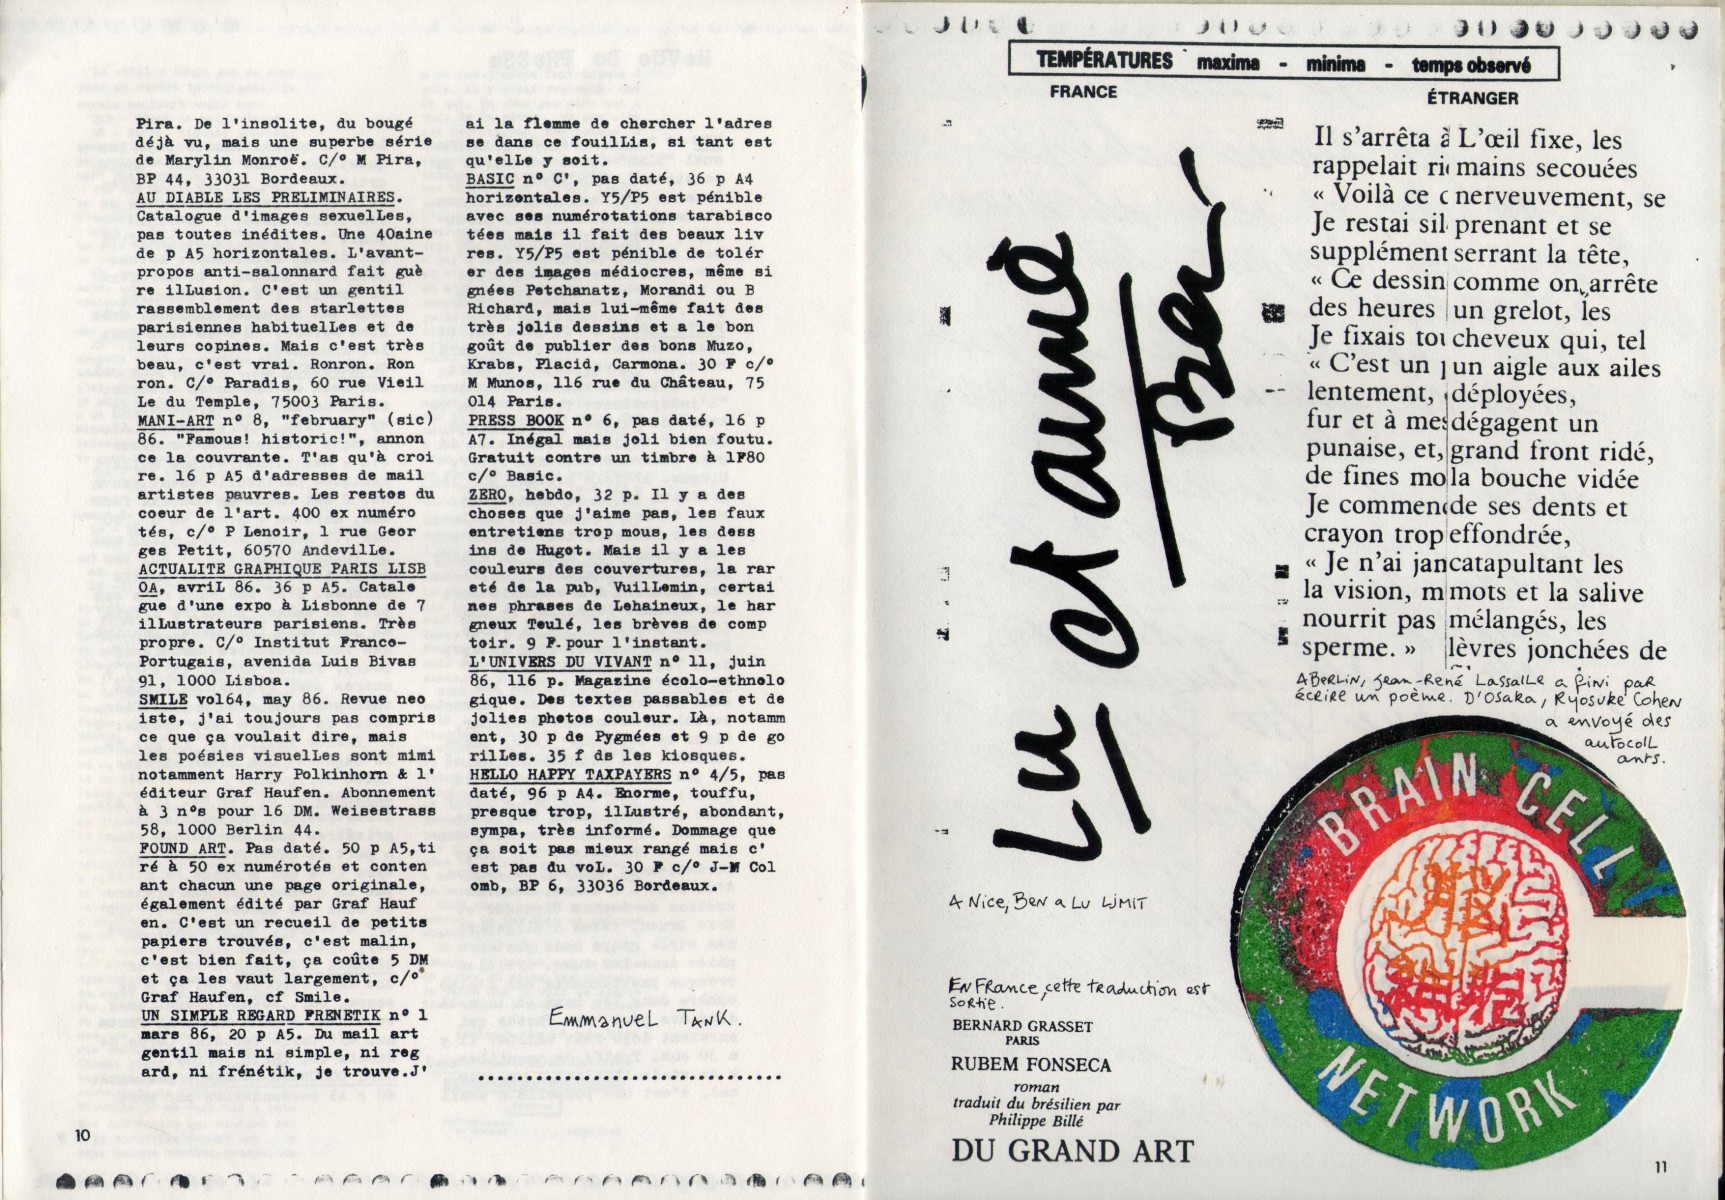 Pira. De l'insolite, du bougé
déjà vu, mais une superbe série
de Marylin Monroë. C/º M Pira,
BP 44, 33031 Bordeaux.
AU DIABLE LES PRELIMINAIRES.
Catalogue d'images sexuelLes,
pas toutes inédites. Une 40aine
de p A5 horizontales. L'avant-
propos anti-salonnard fait guè
re ilLusion. C'est un gentil
rassemblement des starlettes
parisiennes habituelLes et de
leurs copines. Mais c'est très
beau, c'est vrai. Ronron. Ron
ron. C/º Paradis, 60 rue Vieil
Le du Temple, 75003 Paris.
MANI-ART nº 8, "february" (sic)
86. "Famous! historic!", annon
ce la couvrante. T'as qu'à croi
re. 16 p A5 d'adresses de mail
artistes pauvres. Les restos du
coeur de l'art. 400 ex numéro
tés, c/º P Lenoir, 1 rue Geor
ges Petit, 60570 AndevilLe.
ACTUALITE GRAPHIQUE PARIS LISB
OA, avriL 86. 36 p A5. Catalo
gue d'une expo à Lisbonne de 7
ilLustrateurs parisiens. Très
propre. C/º Institut Franco-
Portugais, avenida Luis Bivas
91, 1000 Lisboa.
SMILE vol64, may 86. Revue neo
iste, j'ai toujours pas compris
ce que ça voulait dire, mais
les poésies visuelLes sont mimi
notamment Harry Polkinhorn & l'
éditeur Graf Haufen. Abonnement
à 3 nºs pour 16 DM. Weisestrass
58, 1000 Berlin 44.
FOUND ART. Pas daté. 50 p A5,ti
ré à 50 ex numérotés et conten
ant chacun une page originale,
également édité par Graf Hauf
en. C'est un recueil de petits
papiers trouvés, c'est malin,
c'est bien fait, ça coûte 5 DM
et ça les vaut largement, c/º
Graf Haufen, cf Smile.
UN SIMPLE REGARD FRENETIK nº 1
mars 86, 20 p A5. Du mail art
gentil mais ni simple, ni reg
ard, ni frénétik, je trouve.J'
10
ai la flemme de chercher l'adres
se dans ce fouilLis, si tant est
qu'elLe y soit.
BASIC nº C', pas daté, 36 p A4
horizontales. Y5/P5 est pénible
avec ses numérotations tarabisco
tées mais il fait des beaux liv
res. Y5/P5 est pénible de tolér
er des images médiocres, même si
gnées Petchanatz, Morandi ou B
Richard, mais lui-même fait des
très jolis dessins et a le bon
goût de publier des bons Muzo,
Krabs, Placid, Carmona. 30 F c/º
M Munos, 116 rue du Château, 75
014 Paris.
PRESS BOOK nº 6, pas daté, 16 p
A7. Inégal mais joli bien foutu.
Gratuit contre un timbre à 1F80
c/º Basic.
ZERO, hebdo, 32 p. Il y a des
choses que j'aime pas, les faux
entretiens trop mous, les dess
ins de Hugot. Mais il y a les
couleurs des couvertures, la rar
eté de la pub, VuilLemin, certai
nes phrases de Lehaineux, le har
gneux Teulé, les brèves de comp
toir. 9 F.pour l'instant.
L'UNIVERS DU VIVANT nº 11, juin
86, 116 p. Magazine écolo-ethnolo
gique. Des textes passables et de
jolies photos couleur. Là, notamm
ent, 30 p de Pygmées et 9 p de go
rilLes. 35 f ds les kiosques.
HELLO HAPPY TAXPAYERS nº 4/5, pas
daté, 96 p A4. Enorme, touffu,
presque trop, ilLustré, abondant,
sympa, très informé. Dommage que
ça soit pas mieux rangé mais c'
est pas du voL. 30 F c/º J-M Col
omb, BP 6, 33036 Bordeaux.
EmmanueL TANK.
TEMPÉRATURES maxima - minima - temps observé
FRANCE
ÉTRANGER
Lu et aimé
Ben
A Nice, Ben a Lu LIMIT
En France, cette traduction est
sortie.
BERNARD GRASSET
PARIS
RUBEM FONSECA
roman
traduit du brésilien par
Philippe Billé
DU GRAND ART
Il s'arrêta à
rappelait ri
« Voilà ce c
Je restai sil
supplément
« Ce dessin
des heures
Je fixais tou
« C'est un
lentement,
fur et à mes
punaise, et,
de fines mo
Je commen
crayon trop
« Je n'ai jan
la vision, m
nourrit pas
sperme. »
L'œil fixe, les
mains secouées
nerveusement, se
prenant et se
serrant la tête,
comme on arrête
un grelot, les
cheveux qui, tel
un aigle aux ailes
déployées,
dégagent un
grand front ridé,
la bouche vidée
de ses dents et
effondrée,
catapultant les
mots et la salive
mélangés, les
lèvres jonchées de
A BerLin, Jean-René LassaLLe a fini par
écrire un poème. D'Osaka, Ryosuke Cohen
a envoyé des
autocoLL
ants.
BRAIN CELL
NETWORK
11